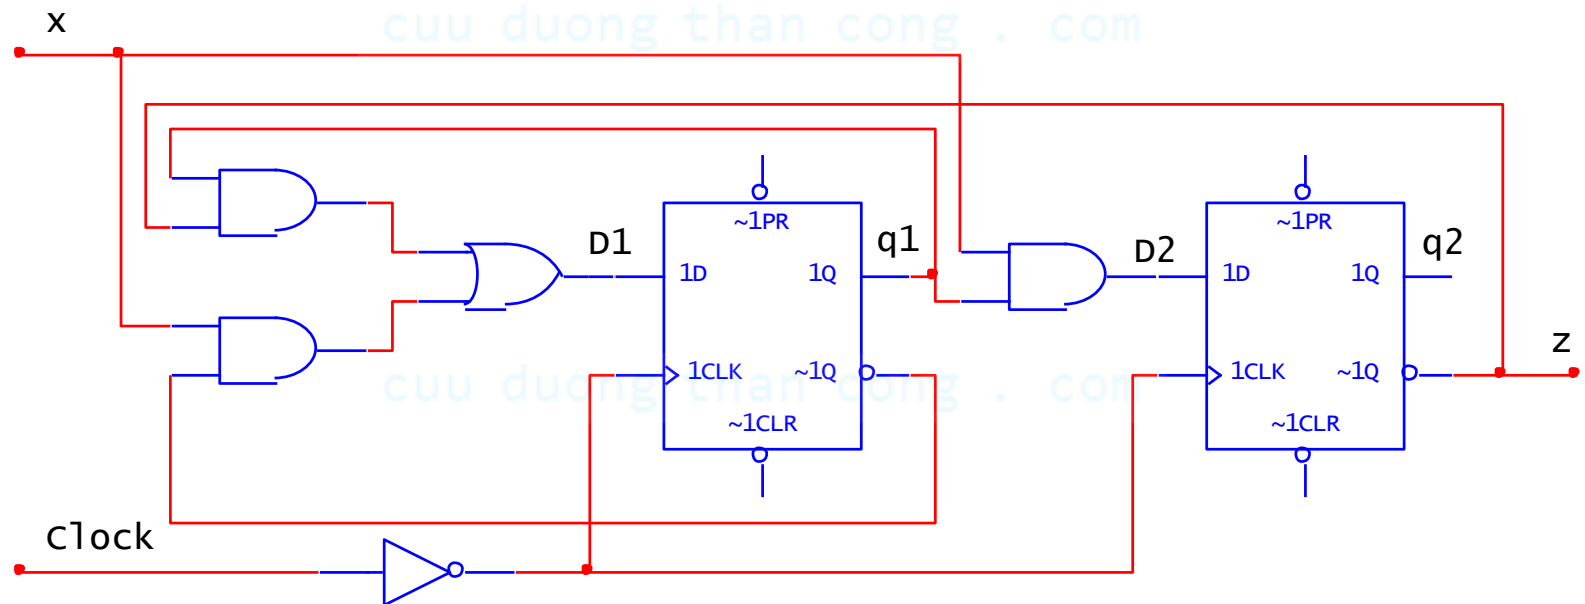 cuu duong than cong . com
x
~1PR
~1PR
D1
q1
D2
q2
1D
1Q
1D
1Q
z
1CLK
~1Q
1CLK
~1Q
cuu duong than cong . com
~1CLR
~1CLR
Clock